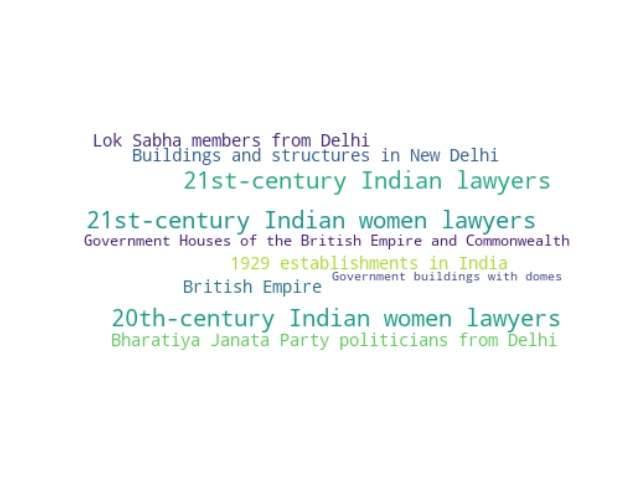 Lok Sabha members from Delhi
Buildings and structures in New Delhi
21st-century Indian lawyers
21st-century Indian women lawyers
Government Houses of the British Empire and Commonwealth
1929 establishments in India
Government buildings with domes
British Empire
20th-century Indian women lawyers
Bharatiya Janata Party politicians from Delhi